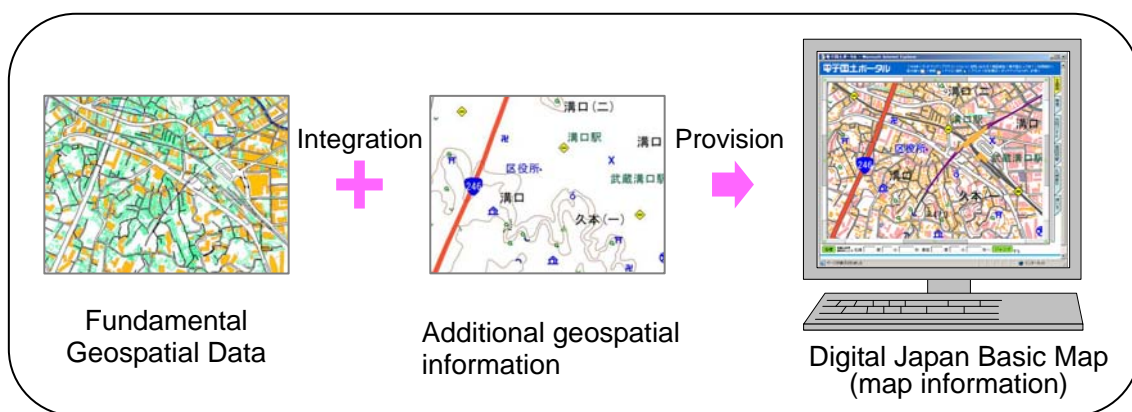 Integration
Provision
溝口(二)
溝口駅
溝口
区役所
武蔵溝口駅
246
溝口
久本(一)
電子国土ポータル
溝口(二)
溝口駅
溝口
区役所
武蔵溝口駅
246
久本(一)
Fundamental
Geospatial Data
Additional geospatial
information
Digital Japan Basic Map
(map information)